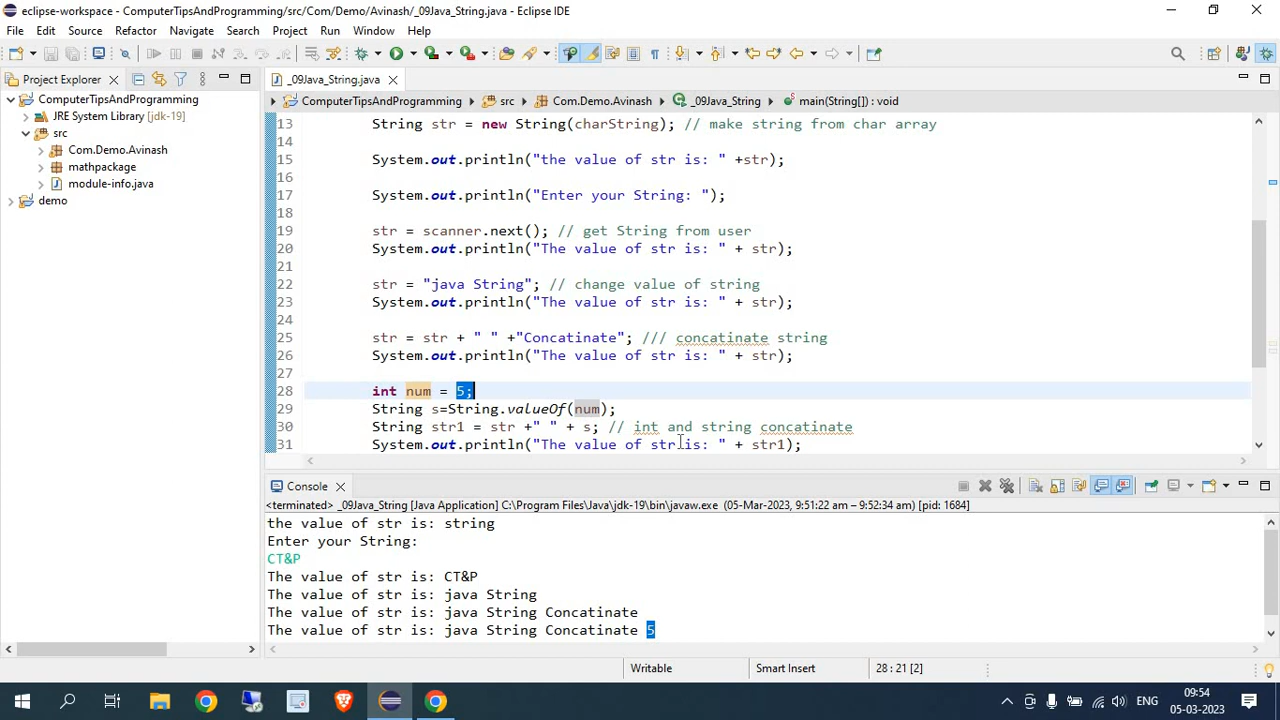 eclipse-workspace - ComputerTipsAndProgramming/src/Com/Demo/Avinash/_09Java_String.java - Eclipse IDE
File Edit Source Refactor Navigate Search Project Run Window Help
Project Explorer
_09Java_String.java
ComputerTipsAndProgramming
JRE System Library [jdk-19]
src
Com.Demo.Avinash
mathpackage
module-info.java
demo
ComputerTipsAndProgramming src Com.Demo.Avinash _09Java_String main(String[]) : void
13 String str = new String(charString); // make string from char array
14
15 System.out.println("the value of str is: " +str);
16
17 System.out.println("Enter your String: ");
18
19 str = scanner.next(); // get String from user
20 System.out.println("The value of str is: " + str);
21
22 str = "java String"; // change value of string
23 System.out.println("The value of str is: " + str);
24
25 str = str + " " +"Concatinate"; /// concatinate string
26 System.out.println("The value of str is: " + str);
27
28 int num = 5;
29 String s=String.valueOf(num);
30 String str1 = str +" " + s; // int and string concatinate
31 System.out.println("The value of str is: " + str1);
Console
<terminated> _09Java_String [Java Application] C:\Program Files\Java\jdk-19\bin\javaw.exe (05-Mar-2023, 9:51:22 am – 9:52:34 am) [pid: 1684]
the value of str is: string
Enter your String:
CT&P
The value of str is: CT&P
The value of str is: java String
The value of str is: java String Concatinate
The value of str is: java String Concatinate 5
Writable Smart Insert 28 : 21 [2]
ENG
09:54
05-03-2023